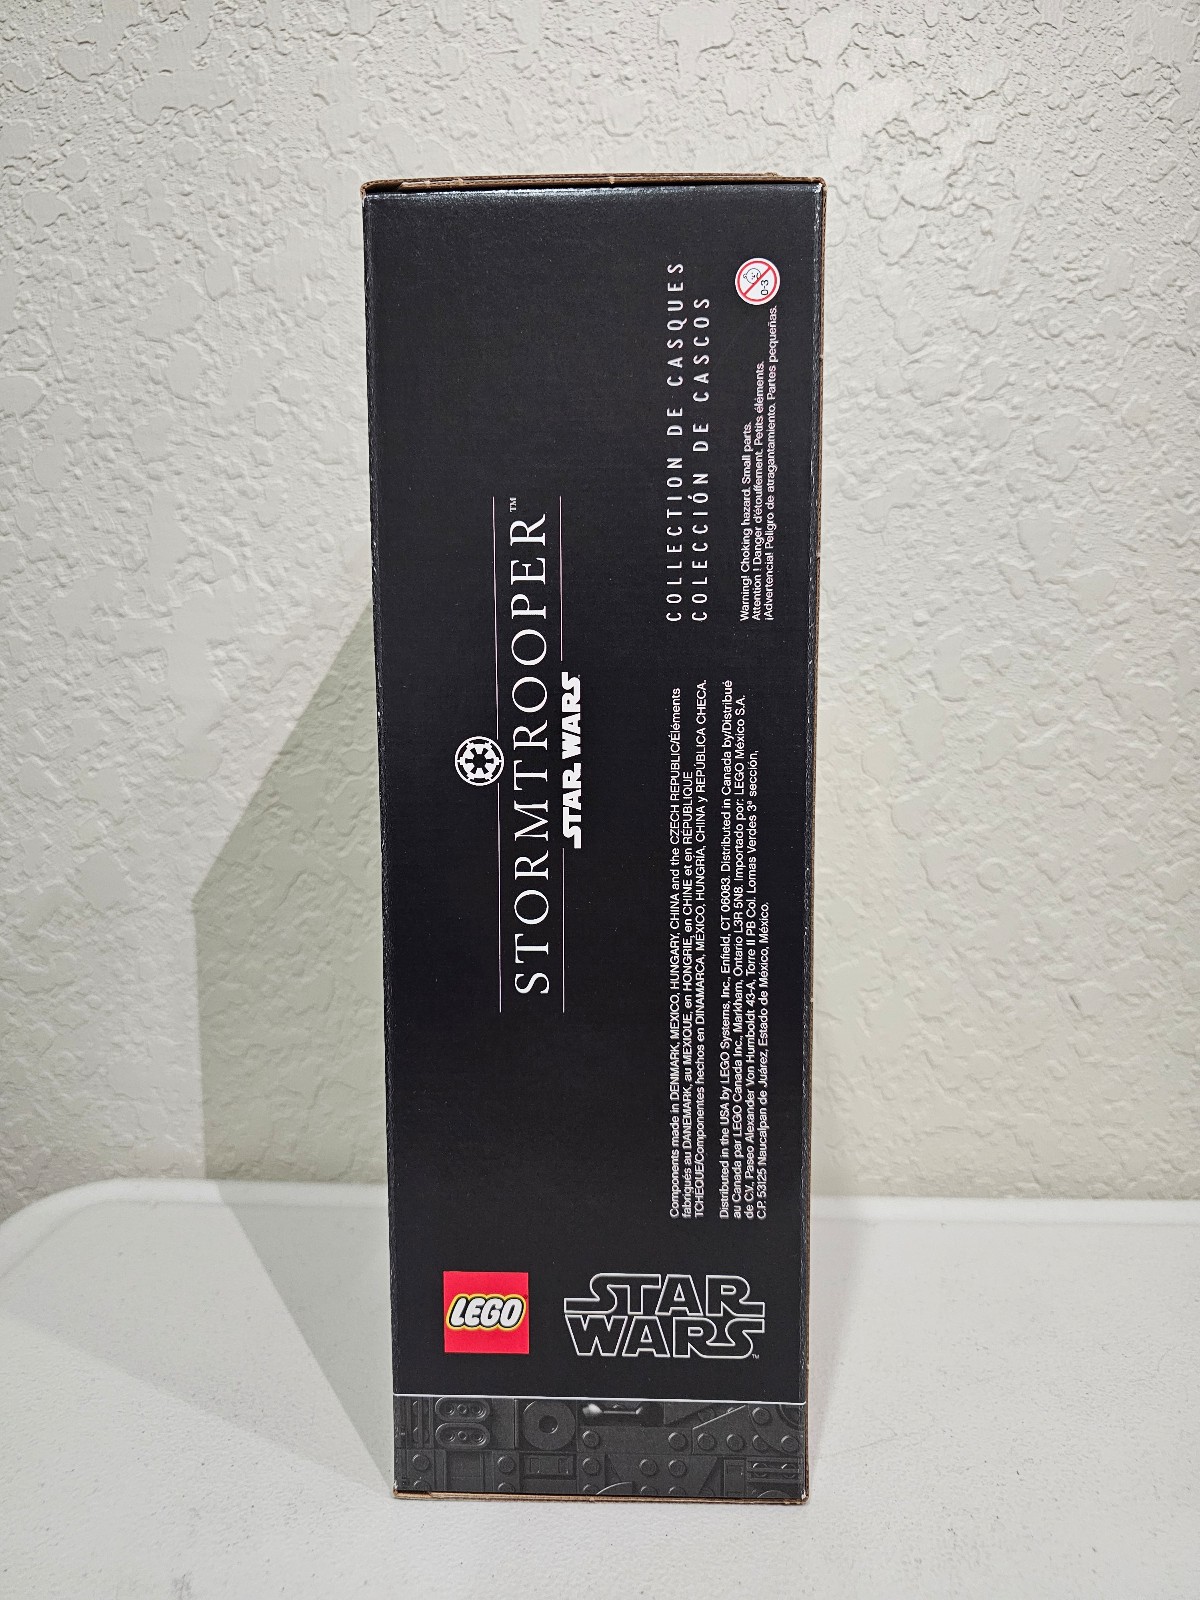 STORMTROOPER™
STAR WARS
COLLECTION DE CASQUES
COLECCIÓN DE CASCOS
0-3
Warning! Choking hazard. Small parts.
Attention ! Danger d'étouffement. Petits éléments.
¡Advertencia! Peligro de atragantamiento. Partes pequeñas.
Components made in DENMARK, MEXICO, HUNGARY, CHINA and the CZECH REPUBLIC/Éléments
fabriqués au DANEMARK, au MEXIQUE, en HONGRIE, en CHINE et en RÉPUBLIQUE
TCHÈQUE/Componentes hechos en DINAMARCA, MÉXICO, HUNGRÍA, CHINA y REPÚBLICA CHECA.
Distributed in the USA by LEGO Systems, Inc., Enfield, CT 06083. Distributed in Canada by/Distribué
au Canada par LEGO Canada Inc., Markham, Ontario L3R 5N8. Importado por: LEGO México S.A.
de C.V. Paseo Alexander Von Humboldt 43-A, Torre II PB Col. Lomas Verdes 3ª sección,
C.P. 53125 Naucalpan de Juárez, Estado de México, México.
LEGO
STAR
WARS™